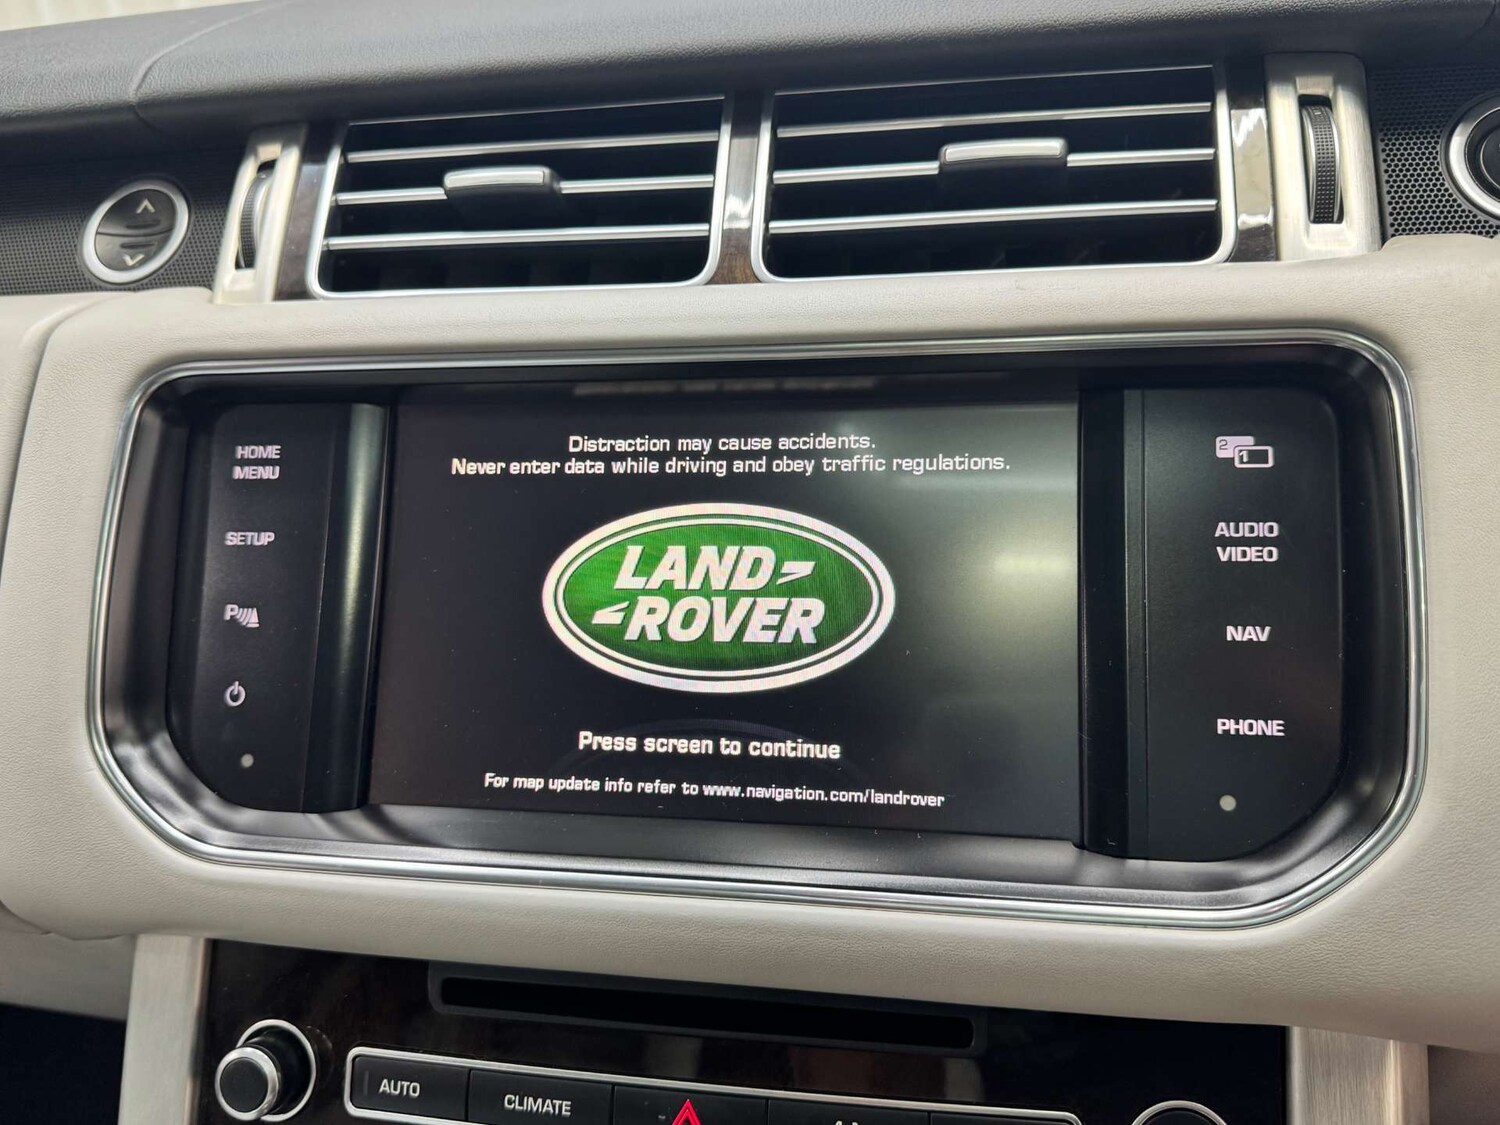 Distraction may cause accidents.
Never enter data while driving and obey traffic regulations.
HOME
MENU
SETUP
P
LAND
ROVER
Press screen to continue
For map update info refer to www.navigation.com/landrover
2
1
AUDIO
VIDEO
NAV
PHONE
AUTO
CLIMATE